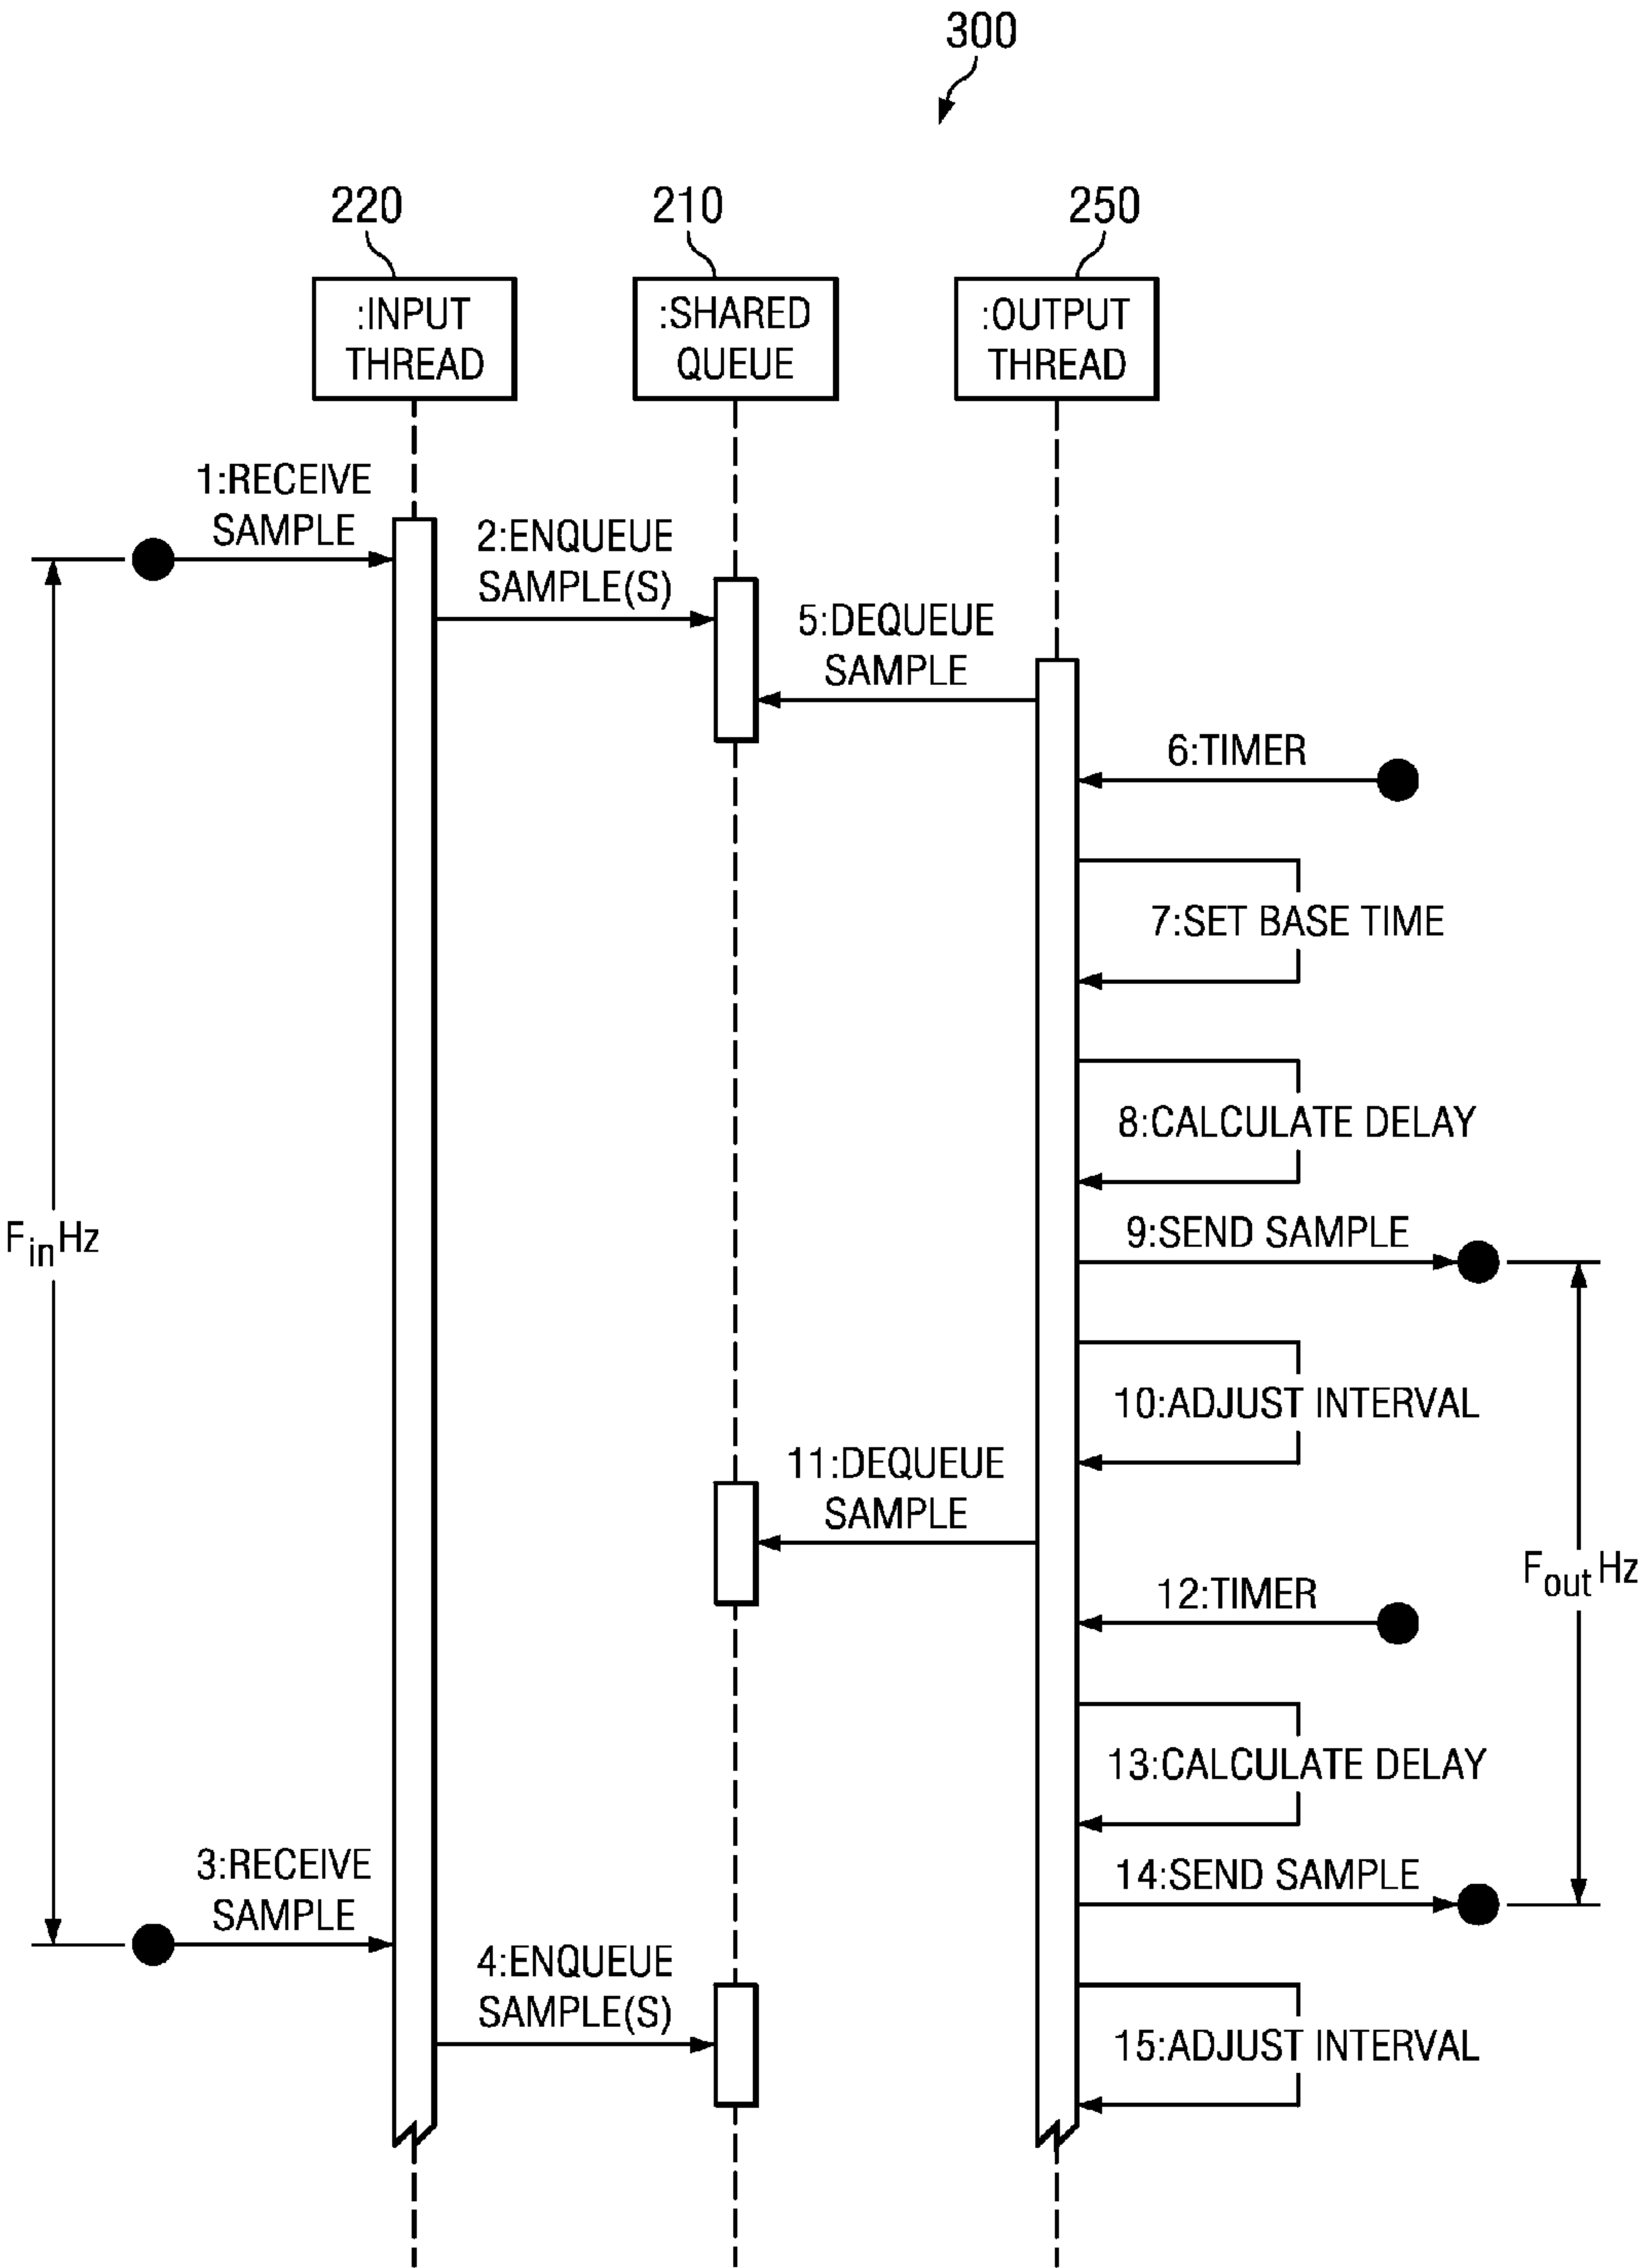 300
220
210
250
:INPUT
THREAD
:SHARED
QUEUE
:OUTPUT
THREAD
1:RECEIVE
SAMPLE
2:ENQUEUE
SAMPLE(S)
5:DEQUEUE
SAMPLE
6:TIMER
7:SET BASE TIME
8:CALCULATE DELAY
FinHz
9:SEND SAMPLE
10:ADJUST INTERVAL
11:DEQUEUE
SAMPLE
FoutHz
12:TIMER
13:CALCULATE DELAY
3:RECEIVE
SAMPLE
14:SEND SAMPLE
4:ENQUEUE
SAMPLE(S)
15:ADJUST INTERVAL